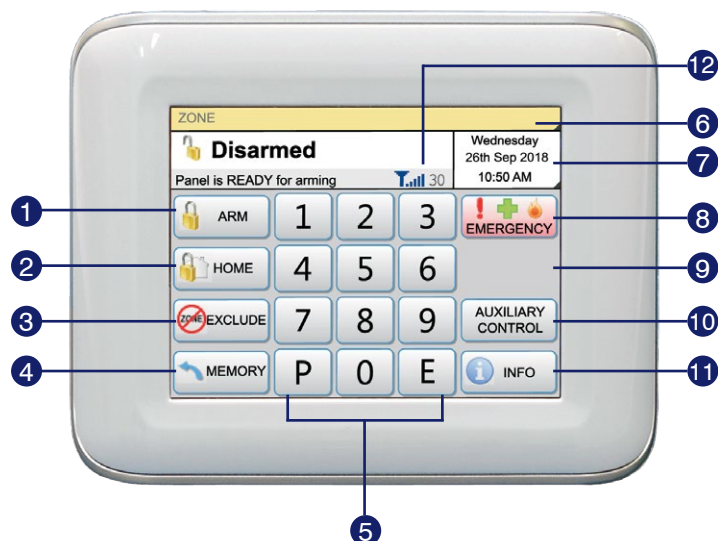 12
ZONE
6
Disarmed
Wednesday
26th Sep 2018
10:50 AM
7
Panel is READY for arming
30
1
ARM
1
2
3
EMERGENCY
8
2
HOME
4
5
6
9
3
ZONE
EXCLUDE
7
8
9
AUXILIARY
CONTROL
10
4
MEMORY
P
0
E
i
INFO
11
5